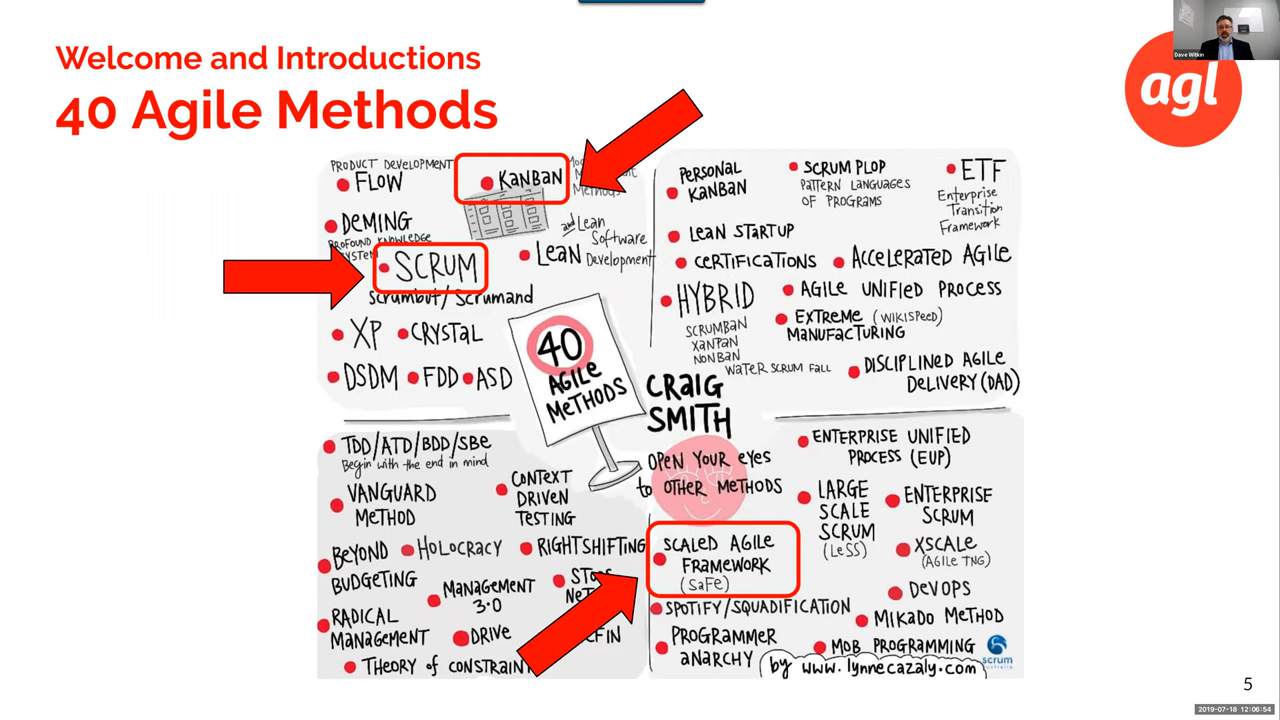 Welcome and Introductions
40 Agile Methods
agl
Dave Witkin
PRODUCT DEVELOPMENT
FLOW
KANBAN
Methods
DEMING
PROFOUND KNOWLEDGE
and Lean
Software
Development
LEAN
SCRUM
Scrumbut/Scrumand
XP
CRYSTAL
DSDM
FDD
ASD
40
AGILE
METHODS
CRAIG
SMITH
OPEN YOUR EYES
to OTHER METHODS
PERSONAL
KANBAN
SCRUM PLOP
PATTERN LANGUAGES
OF PROGRAMS
ETF
Enterprise
Transition
Framework
LEAN STARTUP
CERTIFICATIONS
ACCELERATED AGILE
HYBRID
SCRUMBAN
XANPAN
NONBAN
WATER SCRUM FALL
AGILE UNIFIED PROCESS
EXTREME (WIKISPEED)
MANUFACTURING
DISCIPLINED AGILE
DELIVERY (DAD)
TDD/ATD/BDD/SBE
Begin with the end in mind
VANGUARD
METHOD
CONTEXT
DRIVEN
TESTING
BEYOND
BUDGETING
HOLOCRACY
RIGHTSHIFTING
MANAGEMENT
3.0
RADICAL
MANAGEMENT
DRIVE
THEORY of CONSTRAIN
ENTERPRISE UNIFIED
PROCESS (EUP)
LARGE
SCALE
SCRUM
(LeSS)
ENTERPRISE
SCRUM
XSCALE
(AGILE TNG)
SCALED AGILE
FRAMEWORK
(SaFe)
DEVOPS
SPOTIFY/SQUADIFICATION
MIKADO METHOD
PROGRAMMER
ANARCHY
MOB PROGRAMMING
by www.lynnecazaly.com
scrum
5
2019-07-18 12:06:54